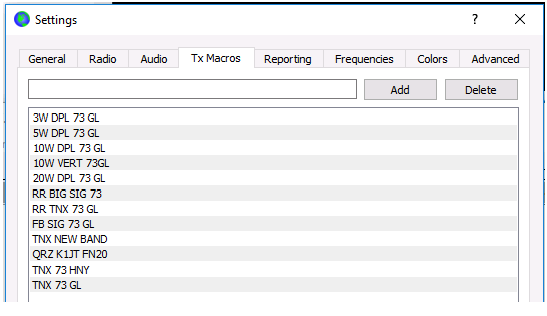 Settings
? ×
General Radio Audio Tx Macros Reporting Frequencies Colors Advanced
Add Delete
3W DPL 73 GL
5W DPL 73 GL
10W DPL 73 GL
10W VERT 73GL
20W DPL 73 GL
RR BIG SIG 73
RR TNX 73 GL
FB SIG 73 GL
TNX NEW BAND
QRZ K1JT FN20
TNX 73 HNY
TNX 73 GL